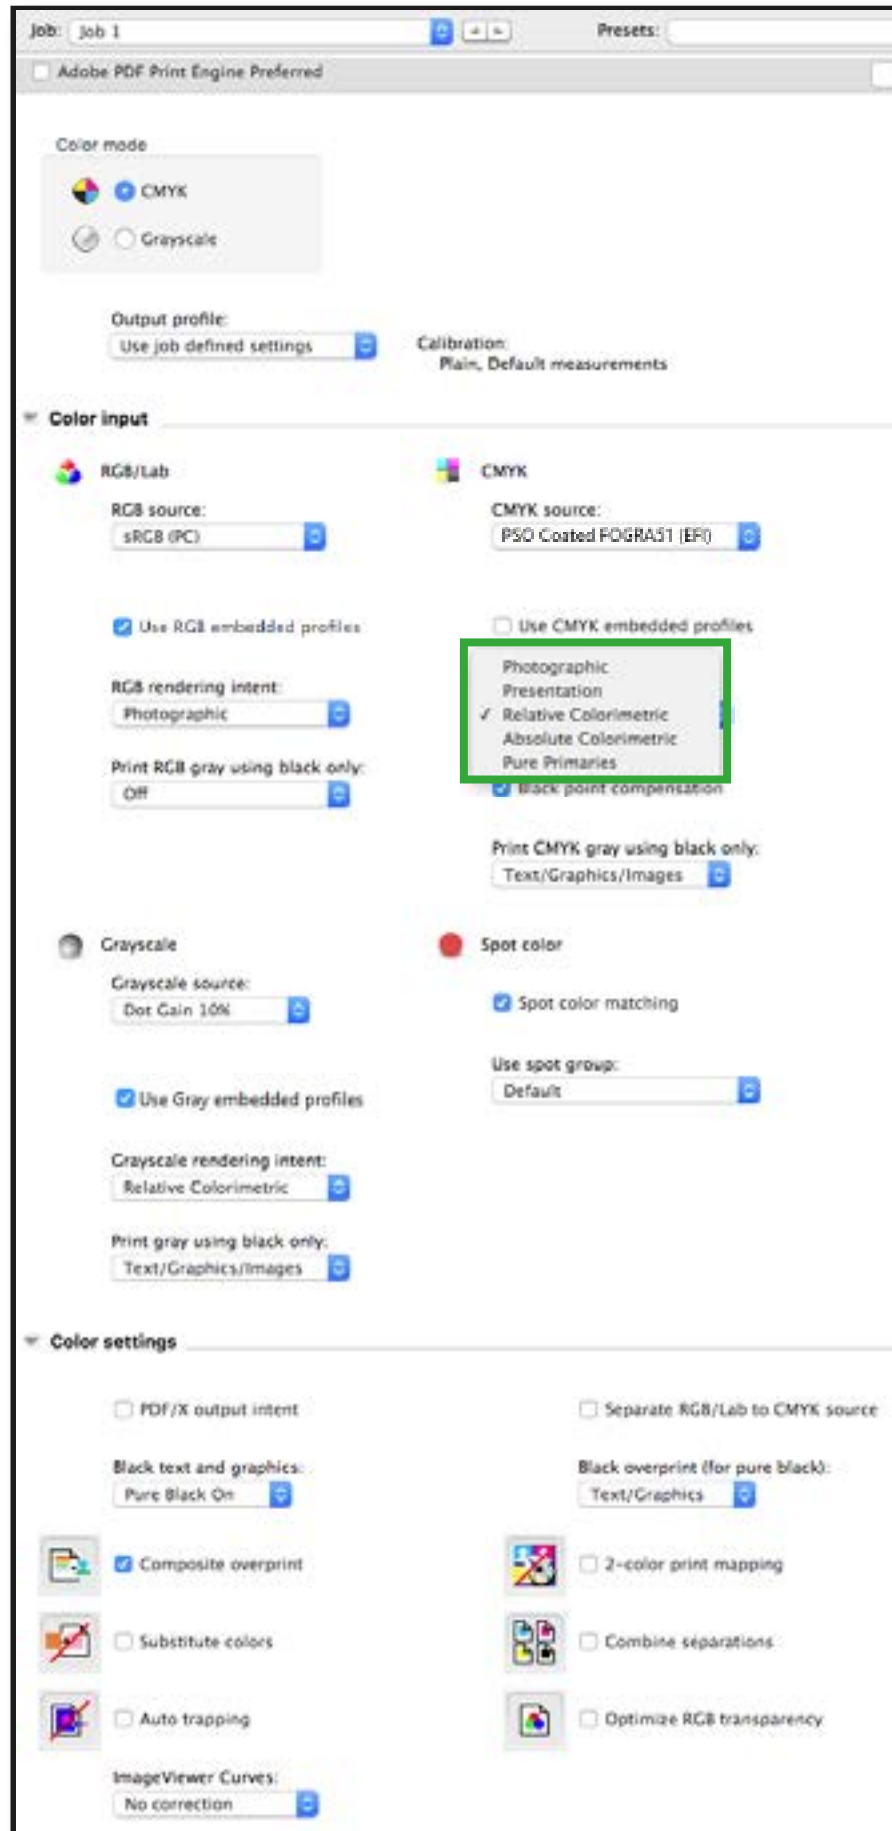 Job: Job 1 Presets:
Adobe PDF Print Engine Preferred
Color mode
CMYK
Grayscale
Output profile:
Use job defined settings
Calibration:
Plain, Default measurements
Color input
RGB/Lab
RGB source:
sRGB (PC)
Use RGB embedded profiles
RGB rendering intent:
Photographic
Print RGB gray using black only:
Off
CMYK
CMYK source:
PSO Coated FOGRA51 (EFI)
Use CMYK embedded profiles
Photographic
Presentation
✓ Relative Colorimetric
Absolute Colorimetric
Pure Primaries
Black point compensation
Print CMYK gray using black only:
Text/Graphics/Images
Grayscale
Grayscale source:
Dot Gain 10%
Use Gray embedded profiles
Grayscale rendering intent:
Relative Colorimetric
Print gray using black only:
Text/Graphics/Images
Spot color
Spot color matching
Use spot group:
Default
Color settings
PDF/X output intent
Separate RGB/Lab to CMYK source
Black text and graphics:
Pure Black On
Black overprint (for pure black):
Text/Graphics
Composite overprint
2-color print mapping
Substitute colors
Combine separations
Auto trapping
Optimize RGB transparency
ImageViewer Curves:
No correction